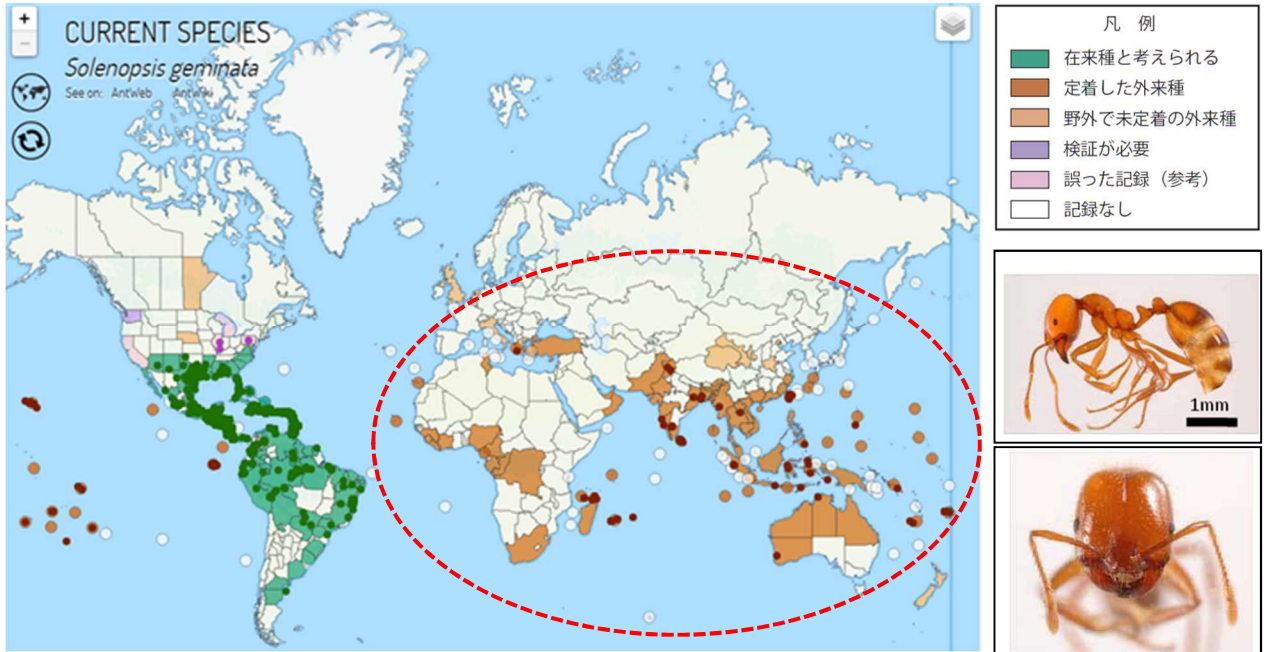 +
−
CURRENT SPECIES
Solenopsis geminata
See on: AntWeb AntWiki
凡 例
在来種と考えられる
定着した外来種
野外で未定着の外来種
検証が必要
誤った記録（参考）
記録なし
1mm